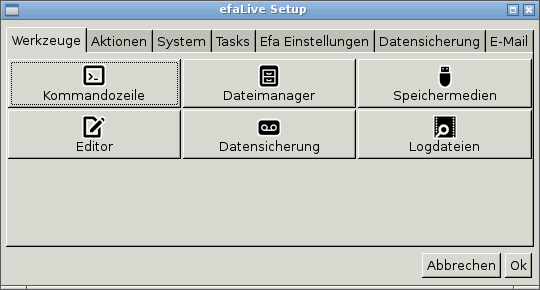 efaLive Setup
Werkzeuge Aktionen System Tasks Efa Einstellungen Datensicherung E-Mail
Kommandozeile Dateimanager Speichermedien
Editor Datensicherung Logdateien
Abbrechen Ok